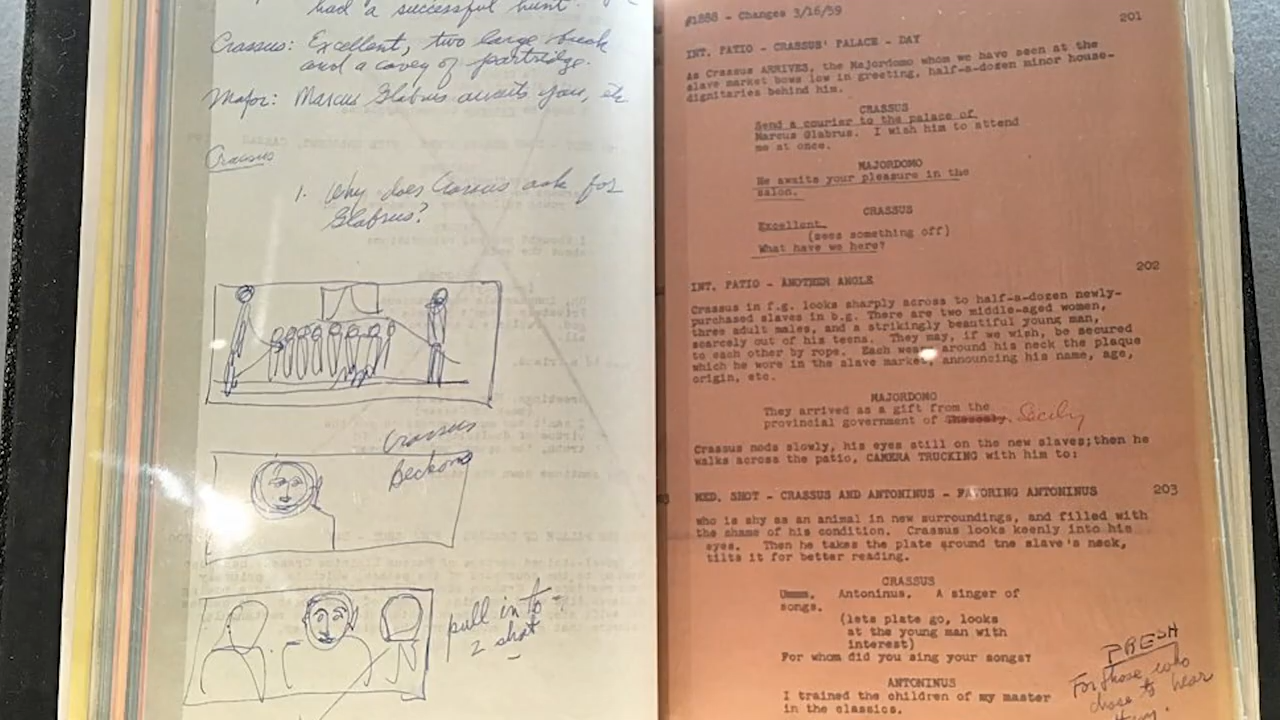 had a successful hunt.
Crassus: Excellent, two large
and a covey of partridge.
Major: Marcus Glabrus awaits you, etc
Crassus
1. Why does Crassus ask for
Glabrus?
Crassus
Beckons
pull into
2 shot
#1888 - Changes 3/16/59
201
INT. PATIO - CRASSUS' PALACE - DAY
As Crassus ARRIVES, the Majordomo whom we have seen at the
slave market bows low in greeting, half-a-dozen minor house-
dignitaries behind him.
CRASSUS
Send a courier to the palace of
Marcus Glabrus. I wish him to attend
me at once.
MAJORDOMO
He awaits your pleasure in the
salon.
CRASSUS
Excellent.
(sees something off)
What have we here?
202
INT. PATIO - ANOTHER ANGLE
Crassus in f.g. looks sharply across to half-a-dozen newly-
purchased slaves in b.g. There are two middle-aged women,
three adult males, and a strikingly beautiful young man,
scarcely out of his teens. They may, if we wish, be secured
to each other by rope. Each wears around his neck the plaque
which he wore in the slave market, announcing his name, age,
origin, etc.
MAJORDOMO
They arrived as a gift from the
provincial government of Thessaly. Sicily
Crassus nods slowly, his eyes still on the new slaves; then he
walks across the patio, CAMERA TRUCKING with him to:
MED. SHOT - CRASSUS AND ANTONINUS - FAVORING ANTONINUS 203
who is shy as an animal in new surroundings, and filled with
the shame of his condition. Crassus looks keenly into his
eyes. Then he takes the plate around the slave's neck,
tilts it for better reading.
CRASSUS
Ummm. Antoninus. A singer of
songs.
(lets plate go, looks
at the young man with
interest)
For whom did you sing your songs?
ANTONINUS
I trained the children of my master
in the classics.
For those who
chose to hear
them.